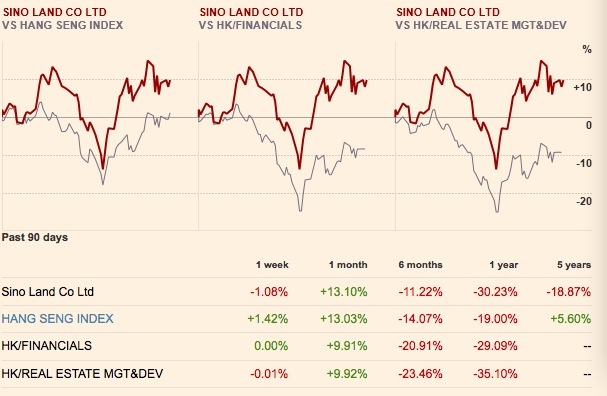 SINO LAND CO LTD SINO LAND CO LTD SINO LAND CO LTD
VS HANG SENG INDEX VS HK/FINANCIALS VS HK/REAL ESTATE MGT&DEV
%
+10
0
-10
-20
Past 90 days
1 week 1 month 6 months 1 year 5 years
Sino Land Co Ltd -1.08% +13.10% -11.22% -30.23% -18.87%
HANG SENG INDEX +1.42% +13.03% -14.07% -19.00% +5.60%
HK/FINANCIALS 0.00% +9.91% -20.91% -29.09% --
HK/REAL ESTATE MGT&DEV -0.01% +9.92% -23.46% -35.10% --